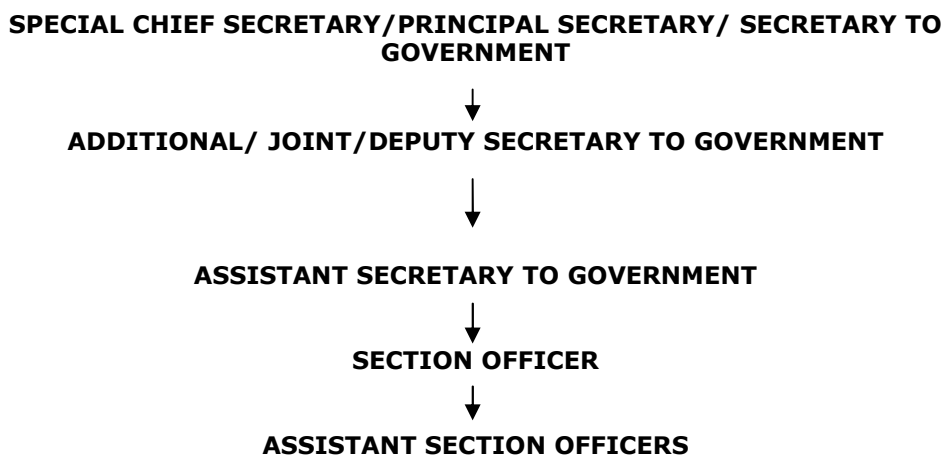 SPECIAL CHIEF SECRETARY/PRINCIPAL SECRETARY/ SECRETARY TO
GOVERNMENT
ADDITIONAL/ JOINT/DEPUTY SECRETARY TO GOVERNMENT
ASSISTANT SECRETARY TO GOVERNMENT
SECTION OFFICER
ASSISTANT SECTION OFFICERS